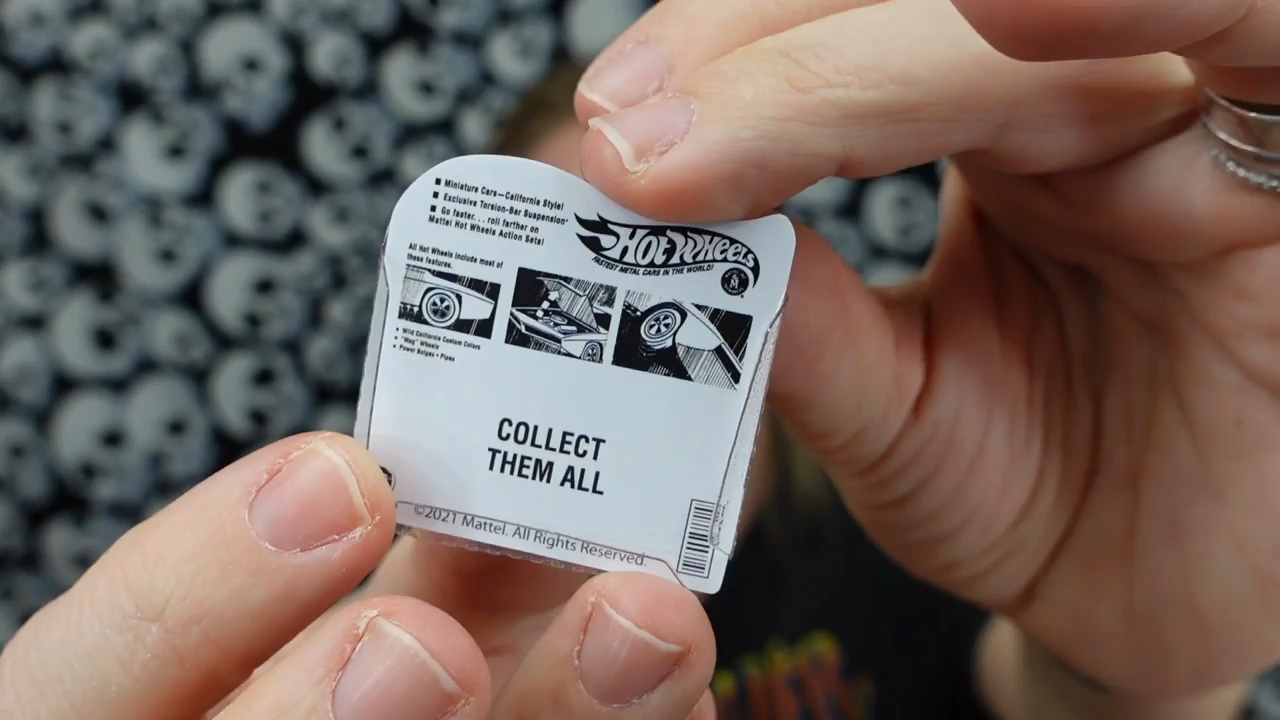 ■ Miniature Cars—California Style!
■ Exclusive Torsion-Bar Suspension
■ Go faster... roll farther on
Mattel Hot Wheels Action Sets!
HOT WHEELS
FASTEST METAL CARS IN THE WORLD!
All Hot Wheels include most of
these features.
• Wild California Custom Colors
• "Mag" Wheels
• Power Bulges • Pipes
COLLECT
THEM ALL
©2021 Mattel. All Rights Reserved.